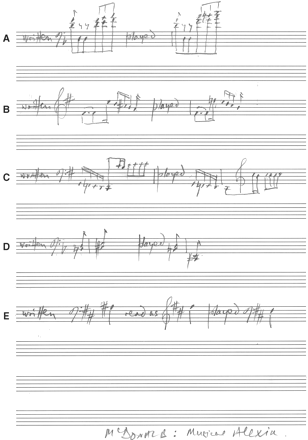 A written played
B written played
C written played
D written played
E written read as played
McDonald: Musical Alexia.